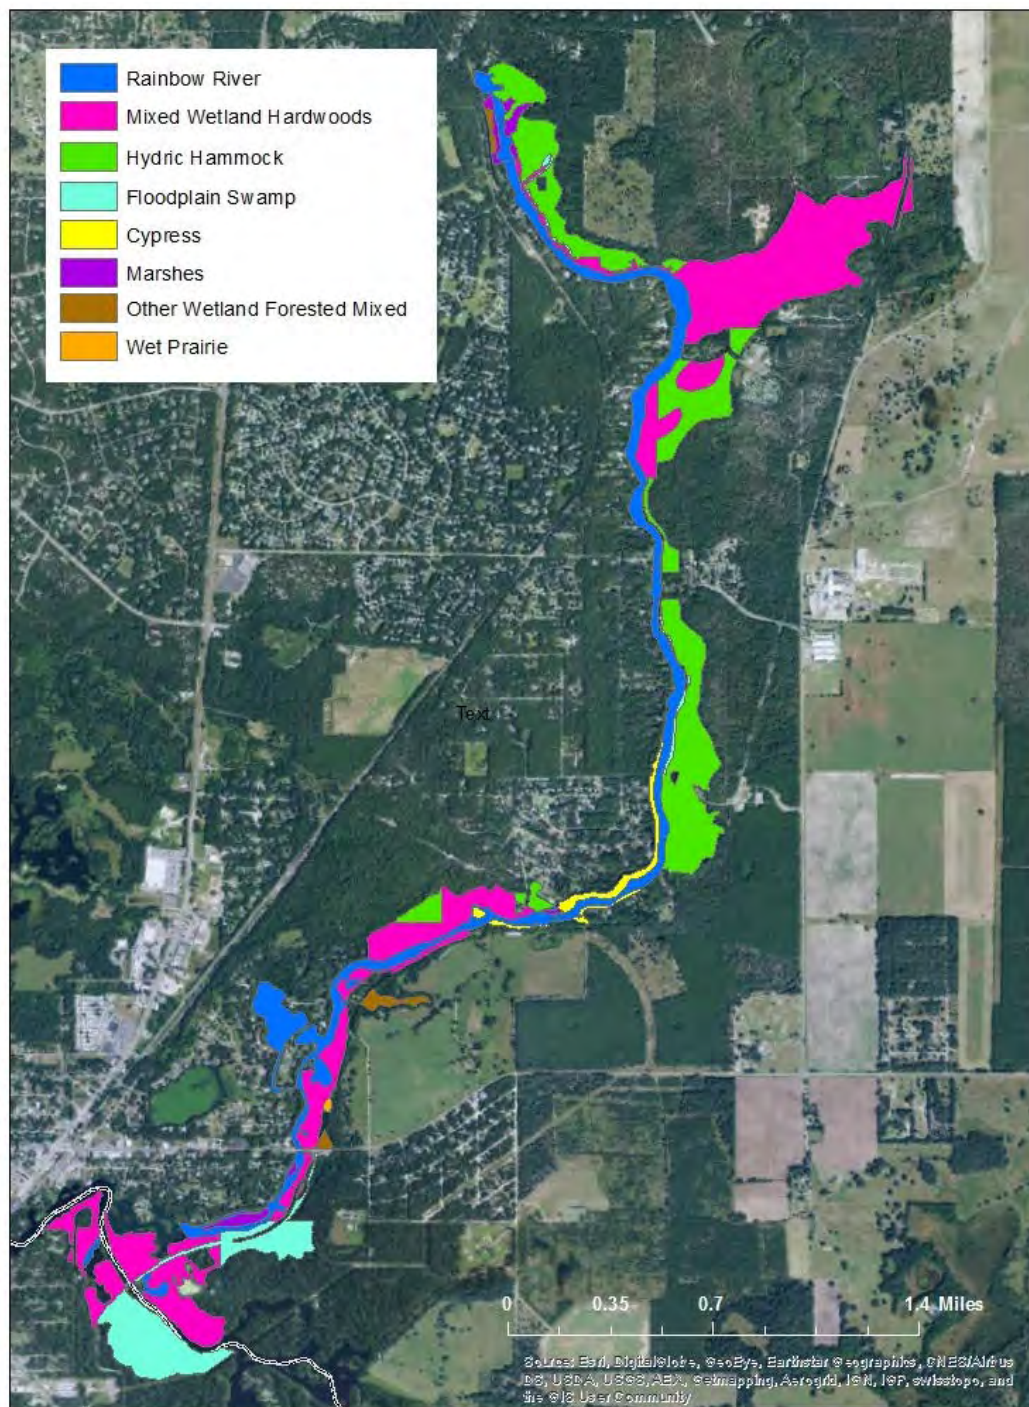 Rainbow River
Mixed Wetland Hardwoods
Hydric Hammock
Floodplain Swamp
Cypress
Marshes
Other Wetland Forested Mixed
Wet Prairie
Text
0 0.35 0.7 1.4 Miles
Source: Esri, DigitalGlobe, GeoEye, Earthstar Geographics, CNES/Airbus
DS, USDA, USGS, AEX, Getmapping, Aerogrid, IGN, IGP, swisstopo, and
the GIS User Community